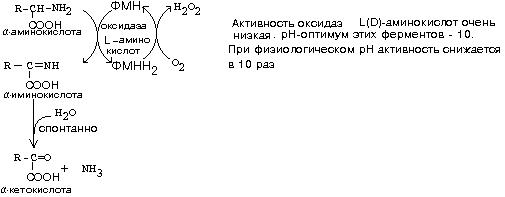 R-CH-NH2
COOH
α-аминокислота
ФМН
H2O2
оксидаза
L-амино
кислот
ФМНН2
O2
R-C=NH
COOH
α-иминокислота
H2O
спонтанно
R-C=O
COOH
+ NH3
α-кетокислота
Активность оксидаз L(D)-аминокислот очень
низкая. pH-оптимум этих ферментов - 10.
При физиологическом pH активность снижается
в 10 раз